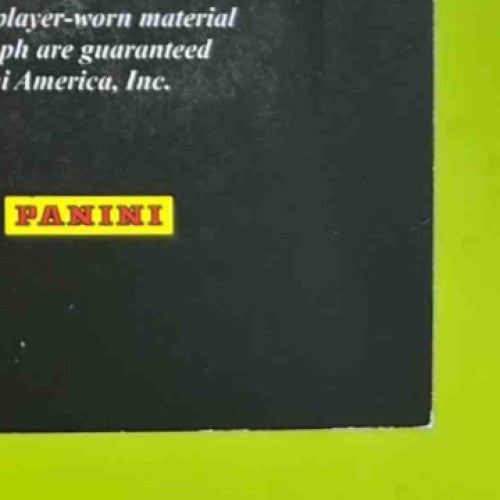 player-worn material
ph are guaranteed
i America, Inc.
PANINI